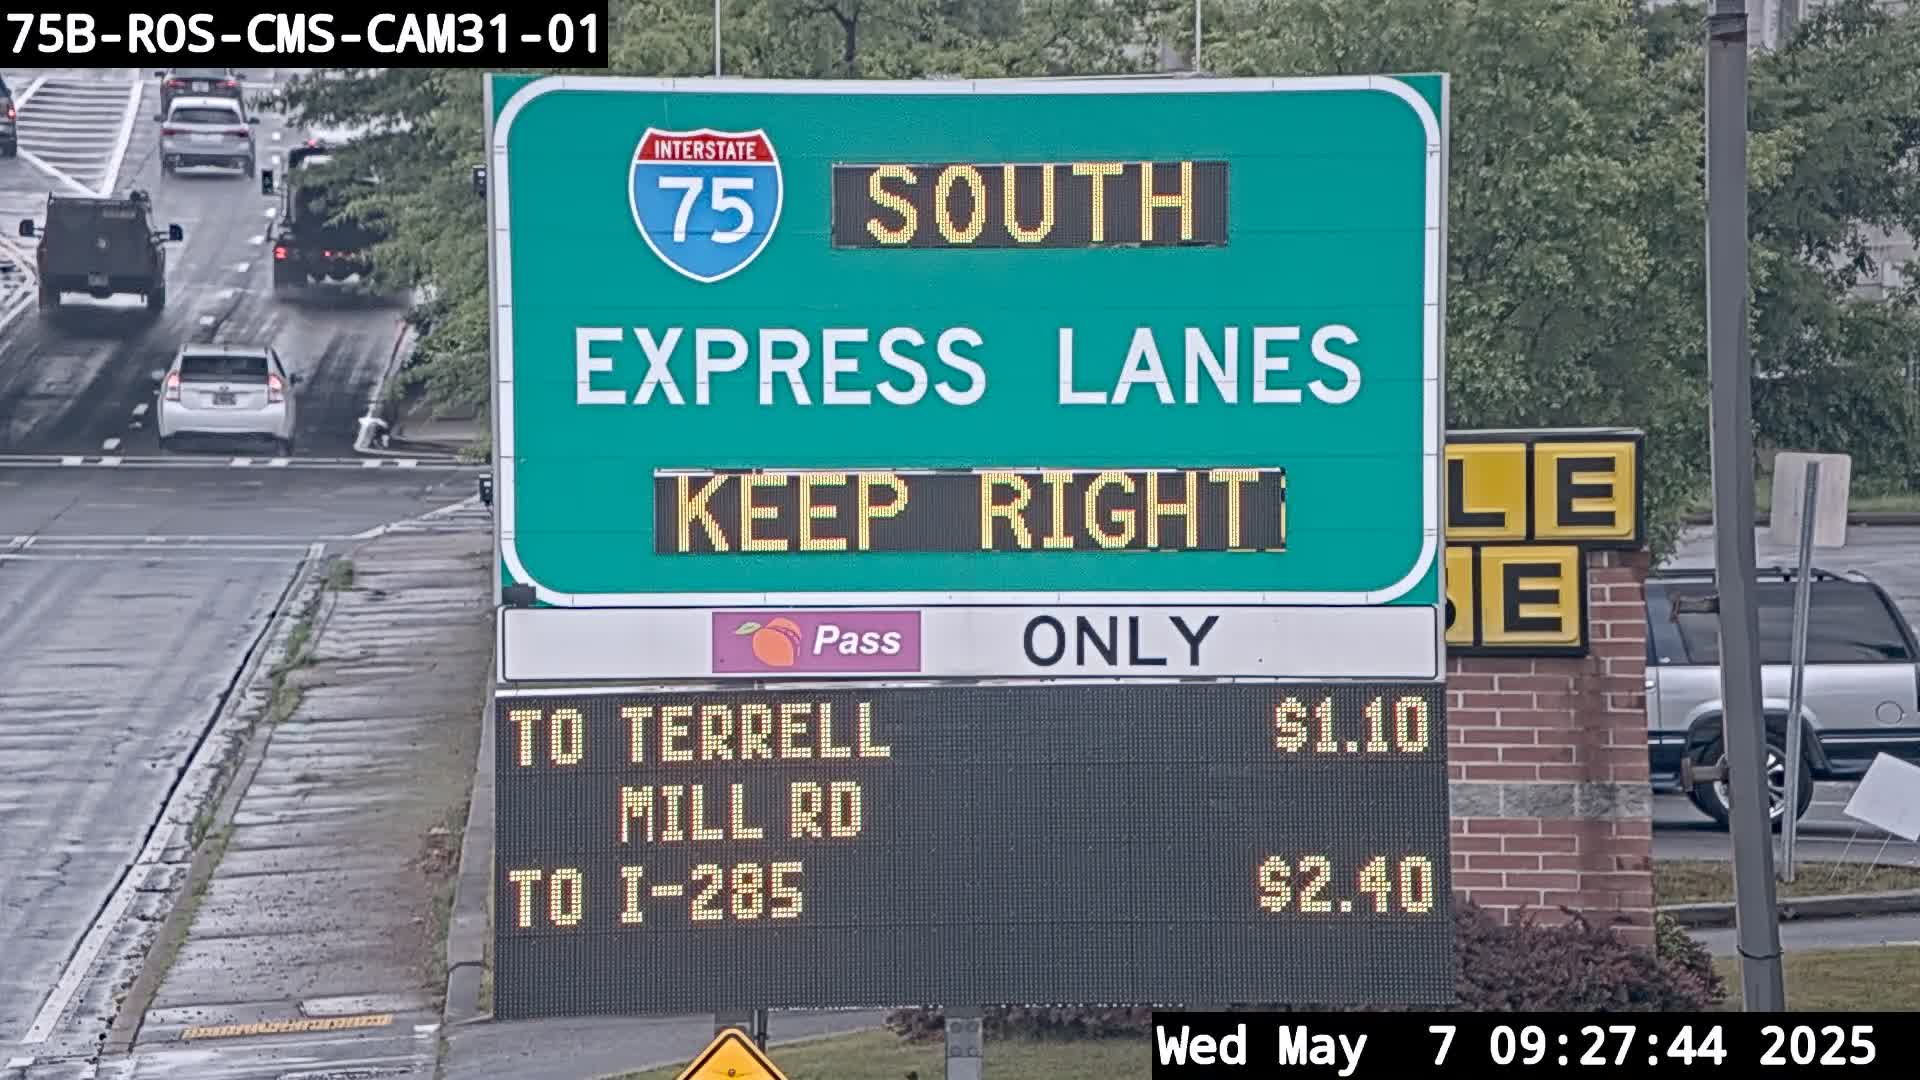 75B-ROS-CMS-CAM31-01
INTERSTATE
75
SOUTH
EXPRESS LANES
KEEP RIGHT
Pass ONLY
TO TERRELL $1.10
MILL RD
TO I-285 $2.40
LE
E
Wed May 7 09:27:44 2025